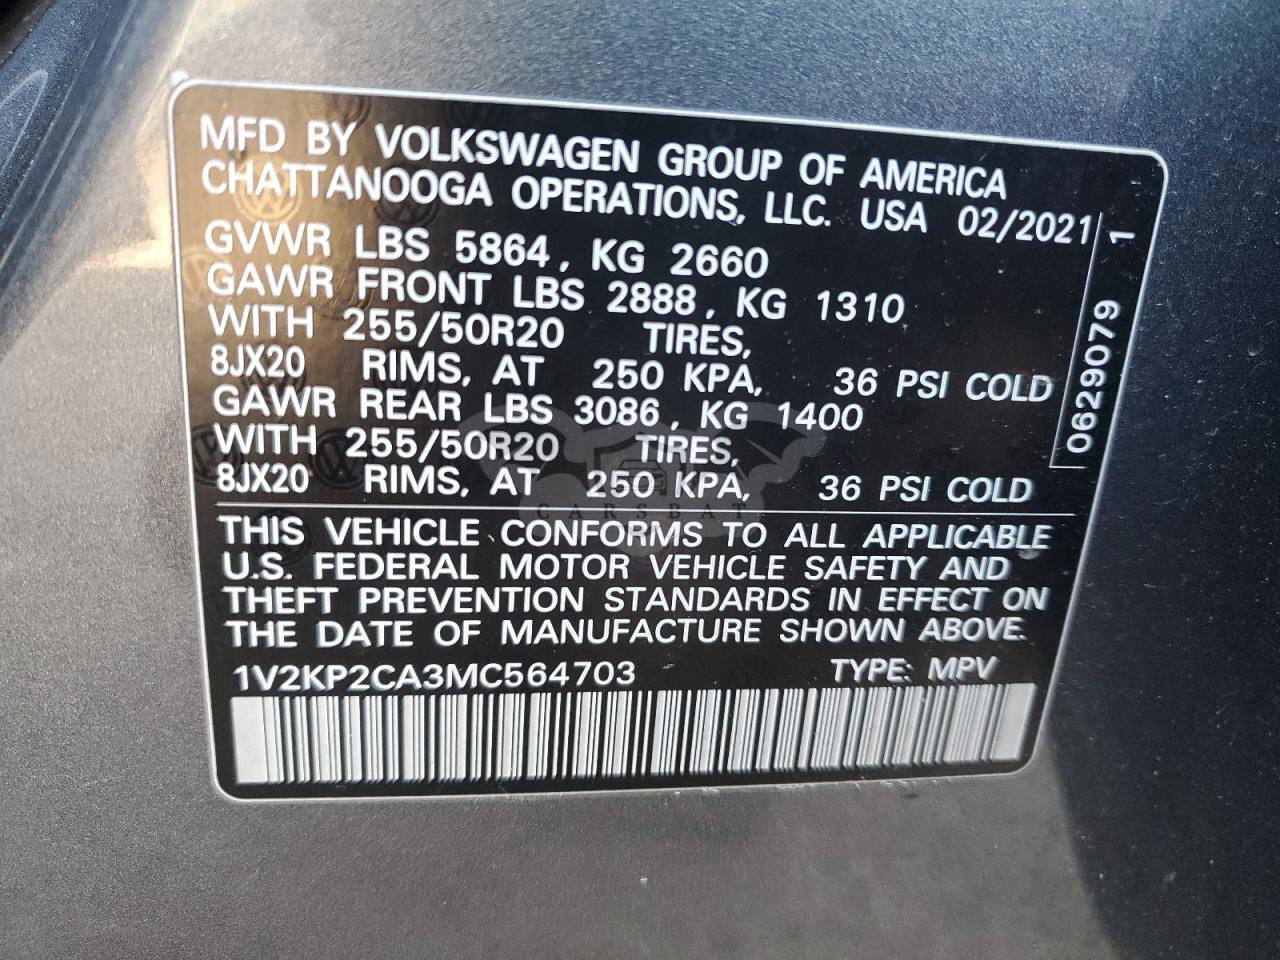 MFD BY VOLKSWAGEN GROUP OF AMERICA
CHATTANOOGA OPERATIONS, LLC. USA 02/2021
GVWR LBS 5864, KG 2660
GAWR FRONT LBS 2888, KG 1310
WITH 255/50R20 TIRES,
8JX20 RIMS, AT 250 KPA, 36 PSI COLD
GAWR REAR LBS 3086, KG 1400
WITH 255/50R20 TIRES,
8JX20 RIMS, AT 250 KPA, 36 PSI COLD
0629079 1
THIS VEHICLE CONFORMS TO ALL APPLICABLE
U.S. FEDERAL MOTOR VEHICLE SAFETY AND
THEFT PREVENTION STANDARDS IN EFFECT ON
THE DATE OF MANUFACTURE SHOWN ABOVE.
1V2KP2CA3MC564703 TYPE: MPV
CARSBAT